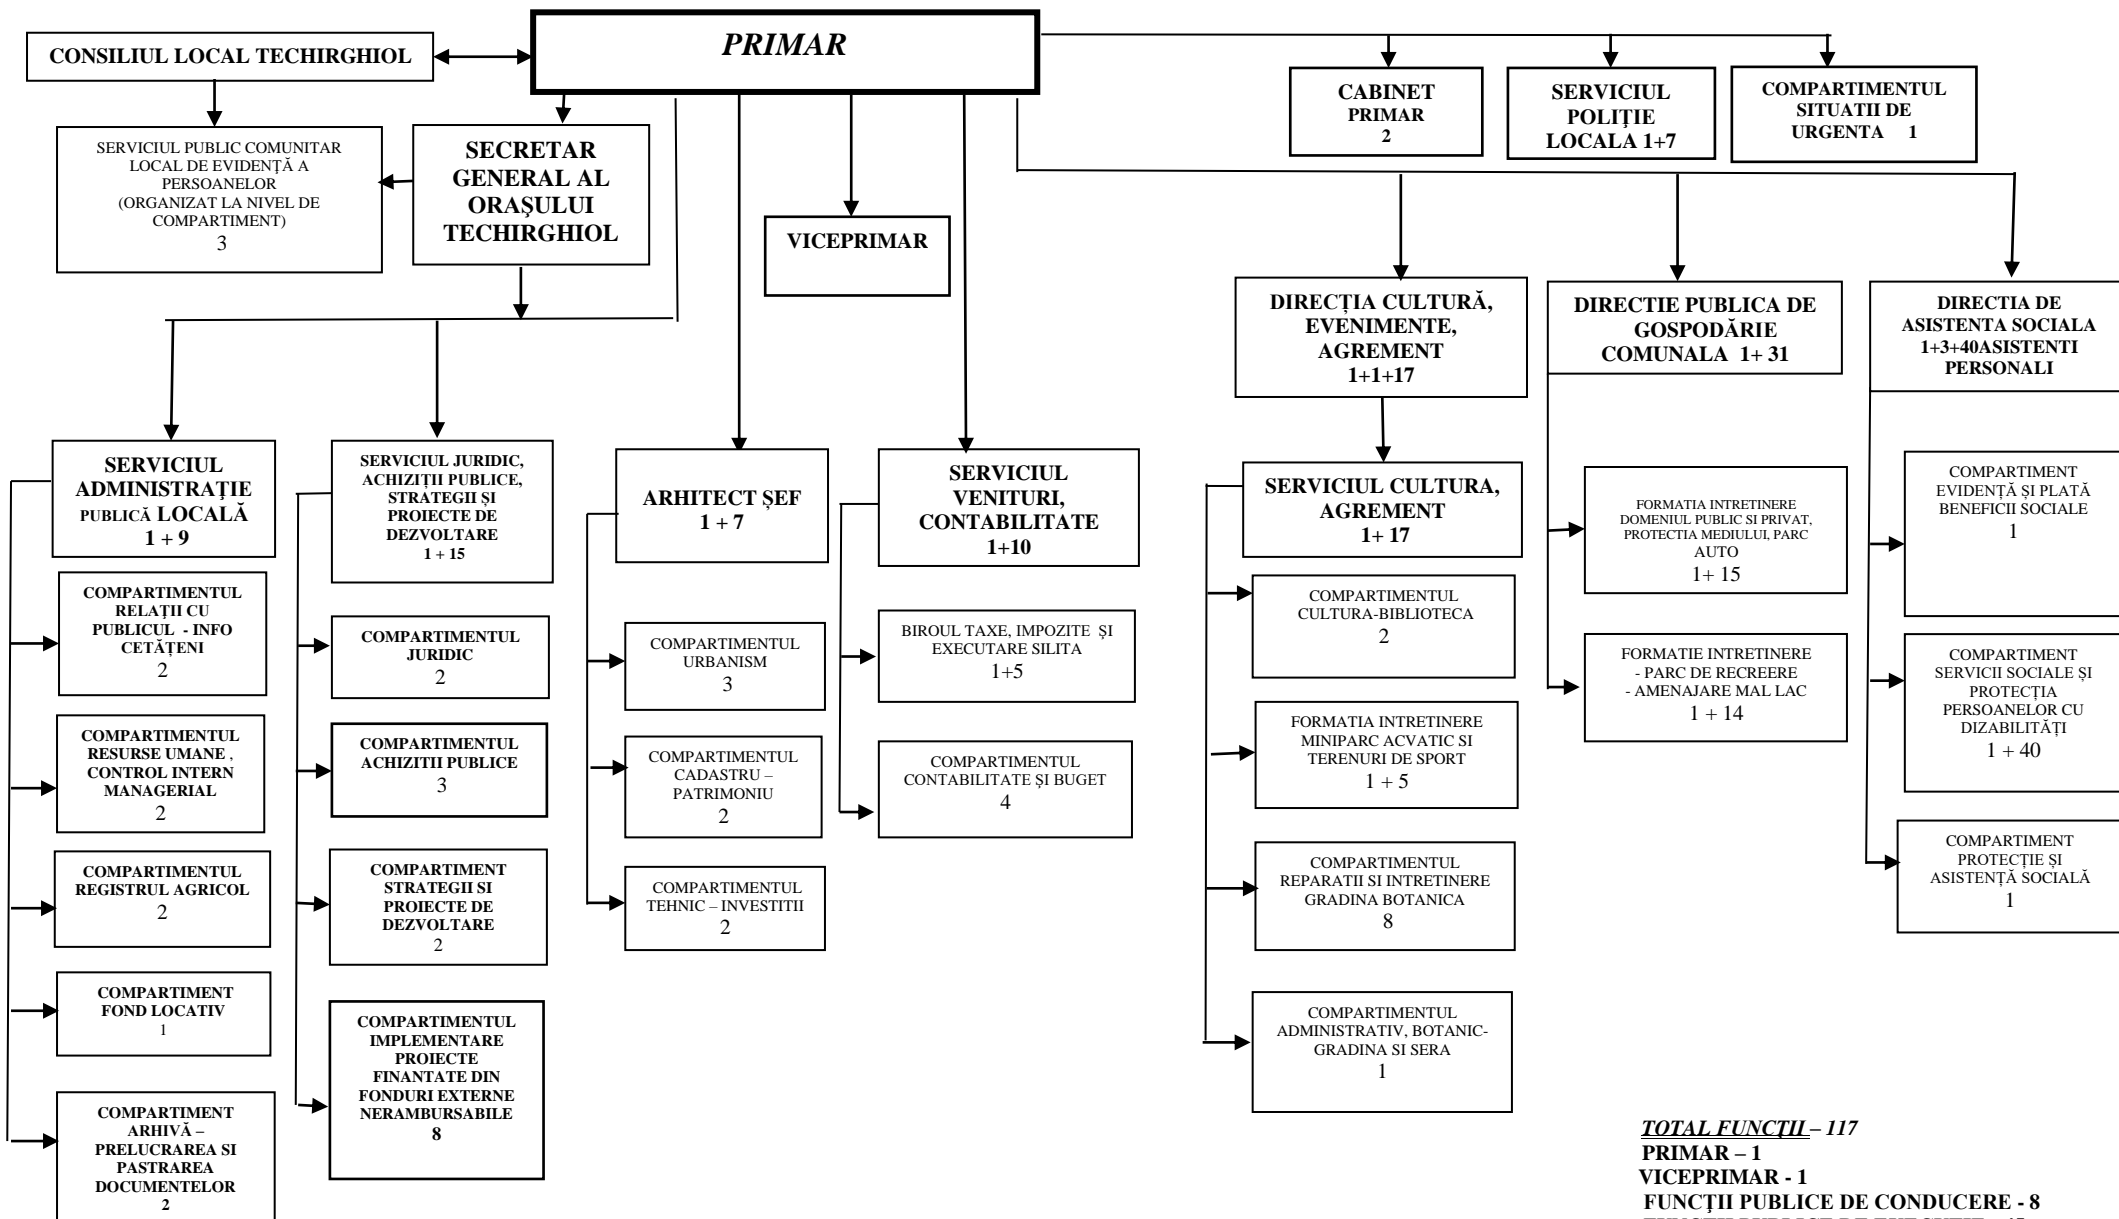 CONSILIUL LOCAL TECHIRGHIOL
PRIMAR
CABINET
PRIMAR
2
SERVICIUL
POLIŢIE
LOCALA 1+7
COMPARTIMENTUL
SITUATII DE
URGENTA 1
SERVICIUL PUBLIC COMUNITAR
LOCAL DE EVIDENȚĂ A
PERSOANELOR
(ORGANIZAT LA NIVEL DE
COMPARTIMENT)
3
SECRETAR
GENERAL AL
ORAŞULUI
TECHIRGHIOL
VICEPRIMAR
DIRECȚIA CULTURĂ,
EVENIMENTE,
AGREMENT
1+1+17
DIRECTIE PUBLICA DE
GOSPODĂRIE
COMUNALA 1+ 31
DIRECTIA DE
ASISTENTA SOCIALA
1+3+40ASISTENTI
PERSONALI
SERVICIUL
ADMINISTRAŢIE
PUBLICĂ LOCALĂ
1 + 9
COMPARTIMENTUL
RELAȚII CU
PUBLICUL - INFO
CETĂȚENI
2
COMPARTIMENTUL
RESURSE UMANE ,
CONTROL INTERN
MANAGERIAL
2
COMPARTIMENTUL
REGISTRUL AGRICOL
2
COMPARTIMENT
FOND LOCATIV
1
COMPARTIMENT
ARHIVĂ –
PRELUCRAREA SI
PASTRAREA
DOCUMENTELOR
2
SERVICIUL JURIDIC,
ACHIZIȚII PUBLICE,
STRATEGII ȘI
PROIECTE DE
DEZVOLTARE
1 + 15
COMPARTIMENTUL
JURIDIC
2
COMPARTIMENTUL
ACHIZITII PUBLICE
3
COMPARTIMENT
STRATEGII SI
PROIECTE DE
DEZVOLTARE
2
COMPARTIMENTUL
IMPLEMENTARE
PROIECTE
FINANTATE DIN
FONDURI EXTERNE
NERAMBURSABILE
8
ARHITECT ȘEF
1 + 7
COMPARTIMENTUL
URBANISM
3
COMPARTIMENTUL
CADASTRU –
PATRIMONIU
2
COMPARTIMENTUL
TEHNIC – INVESTITII
2
SERVICIUL
VENITURI,
CONTABILITATE
1+10
BIROUL TAXE, IMPOZITE ȘI
EXECUTARE SILITA
1+5
COMPARTIMENTUL
CONTABILITATE ȘI BUGET
4
SERVICIUL CULTURA,
AGREMENT
1+ 17
COMPARTIMENTUL
CULTURA-BIBLIOTECA
2
FORMATIA INTRETINERE
MINIPARC ACVATIC SI
TERENURI DE SPORT
1 + 5
COMPARTIMENTUL
REPARATII SI INTRETINERE
GRADINA BOTANICA
8
COMPARTIMENTUL
ADMINISTRATIV, BOTANIC-
GRADINA SI SERA
1
FORMATIA INTRETINERE
DOMENIUL PUBLIC SI PRIVAT,
PROTECTIA MEDIULUI, PARC
AUTO
1+ 15
FORMATIE INTRETINERE
- PARC DE RECREERE
- AMENAJARE MAL LAC
1 + 14
COMPARTIMENT
EVIDENȚĂ ȘI PLATĂ
BENEFICII SOCIALE
1
COMPARTIMENT
SERVICII SOCIALE ȘI
PROTECȚIA
PERSOANELOR CU
DIZABILITĂȚI
1 + 40
COMPARTIMENT
PROTECȚIE ȘI
ASISTENȚĂ SOCIALĂ
1
TOTAL FUNCŢII – 117
PRIMAR – 1
VICEPRIMAR - 1
FUNCŢII PUBLICE DE CONDUCERE - 8